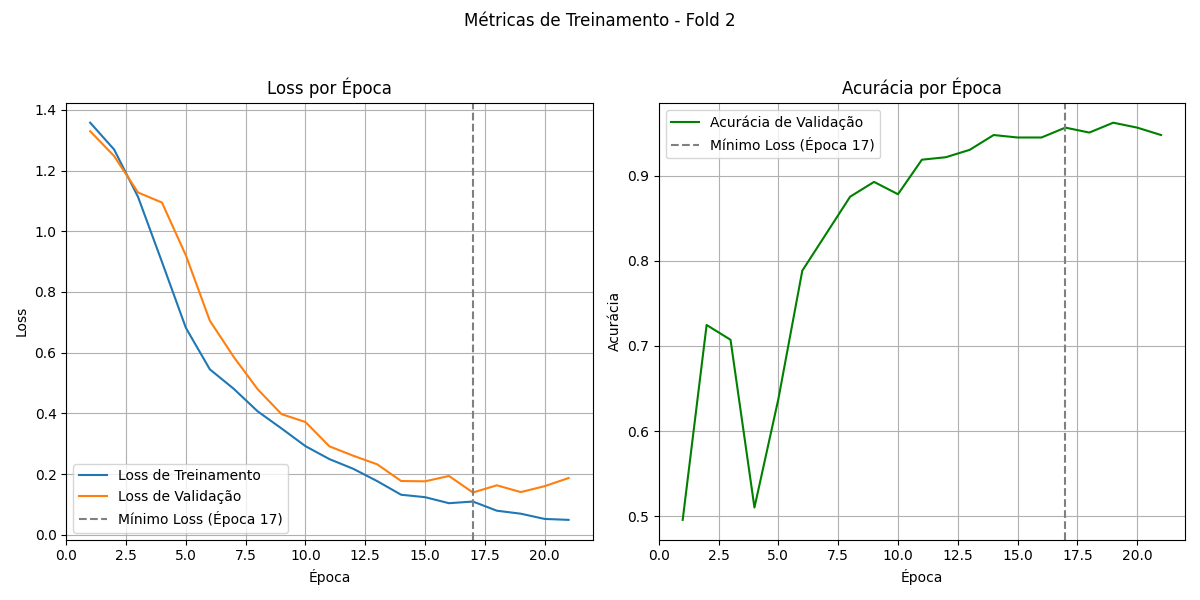 Métricas de Treinamento - Fold 2
Loss por Época
1.4
1.2
1.0
0.8
0.6
0.4
0.2
0.0
Loss
Loss de Treinamento
Loss de Validação
Mínimo Loss (Época 17)
0.0 2.5 5.0 7.5 10.0 12.5 15.0 17.5 20.0
Época
Acurácia por Época
Acurácia de Validação
Mínimo Loss (Época 17)
0.9
0.8
0.7
0.6
0.5
Acurácia
0.0 2.5 5.0 7.5 10.0 12.5 15.0 17.5 20.0
Época